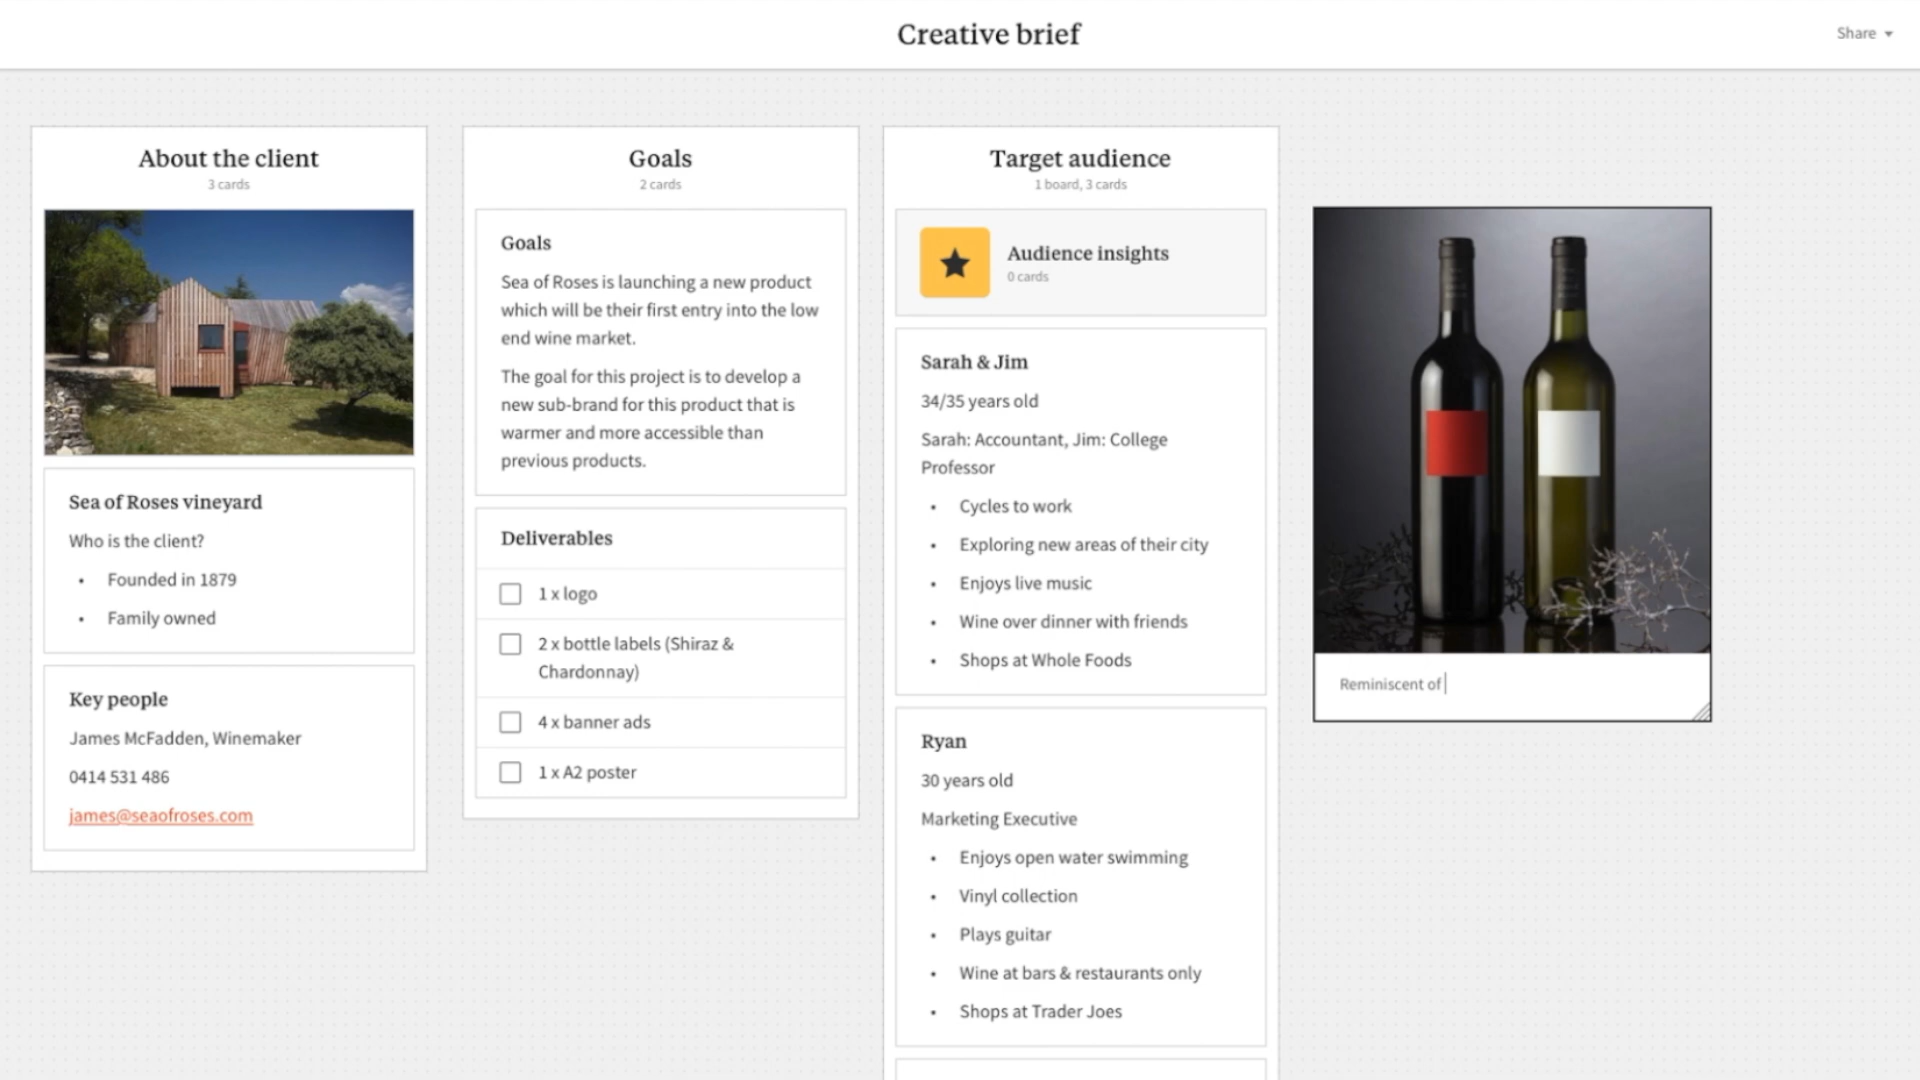 Creative brief
Share
About the client
3 cards
Sea of Roses vineyard
Who is the client?
• Founded in 1879
• Family owned
Key people
James McFadden, Winemaker
0414 531 486
james@seaofroses.com
Goals
2 cards
Goals
Sea of Roses is launching a new product
which will be their first entry into the low
end wine market.
The goal for this project is to develop a
new sub-brand for this product that is
warmer and more accessible than
previous products.
Deliverables
1 x logo
2 x bottle labels (Shiraz &
Chardonnay)
4 x banner ads
1 x A2 poster
Target audience
1 board, 3 cards
Audience insights
0 cards
Sarah & Jim
34/35 years old
Sarah: Accountant, Jim: College
Professor
• Cycles to work
• Exploring new areas of their city
• Enjoys live music
• Wine over dinner with friends
• Shops at Whole Foods
Ryan
30 years old
Marketing Executive
• Enjoys open water swimming
• Vinyl collection
• Plays guitar
• Wine at bars & restaurants only
• Shops at Trader Joes
Reminiscent of